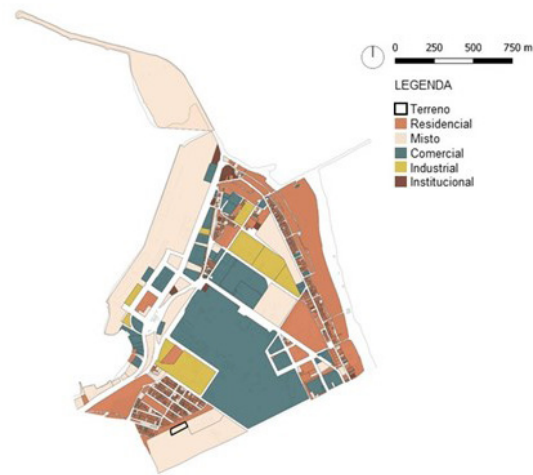 0 250 500 750 m
LEGENDA
Terreno
Residencial
Misto
Comercial
Industrial
Institucional